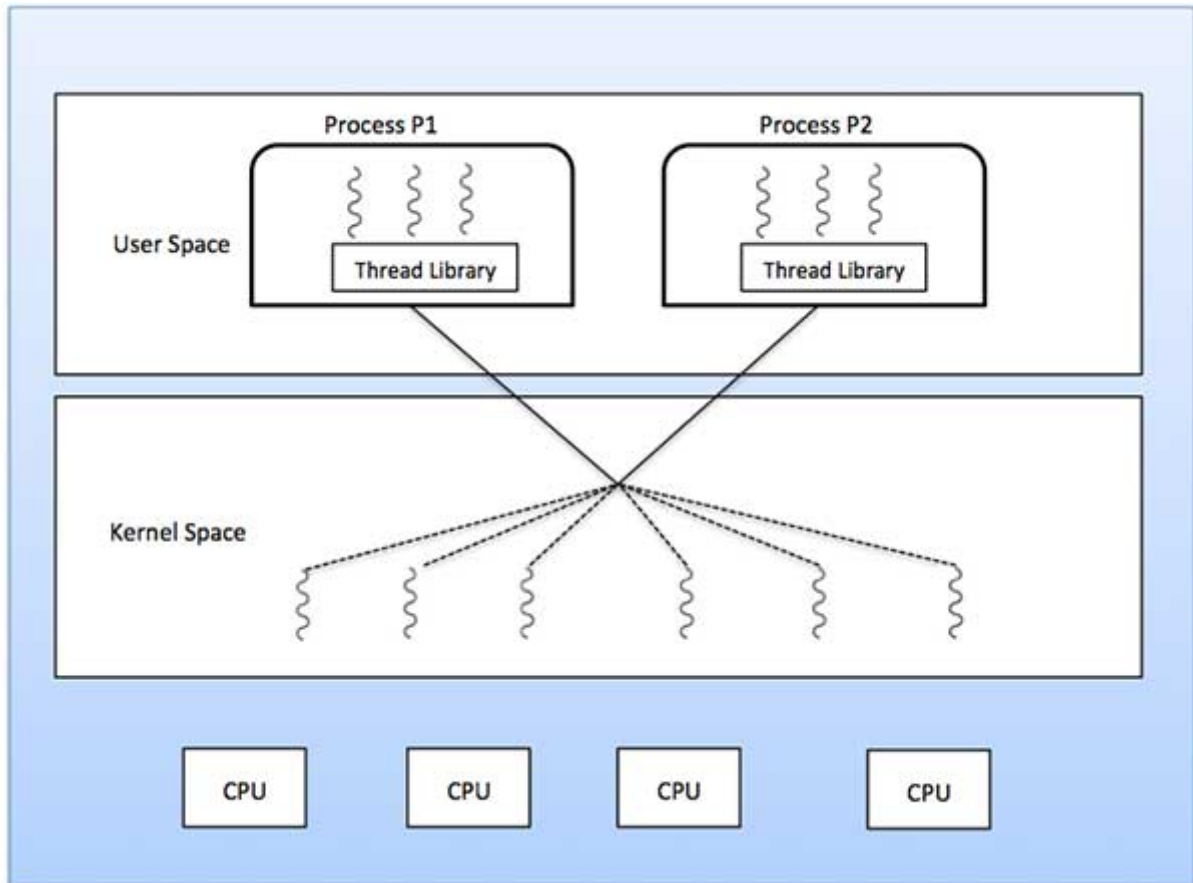 Process P1
Process P2
User Space
Thread Library
Thread Library
Kernel Space
CPU
CPU
CPU
CPU